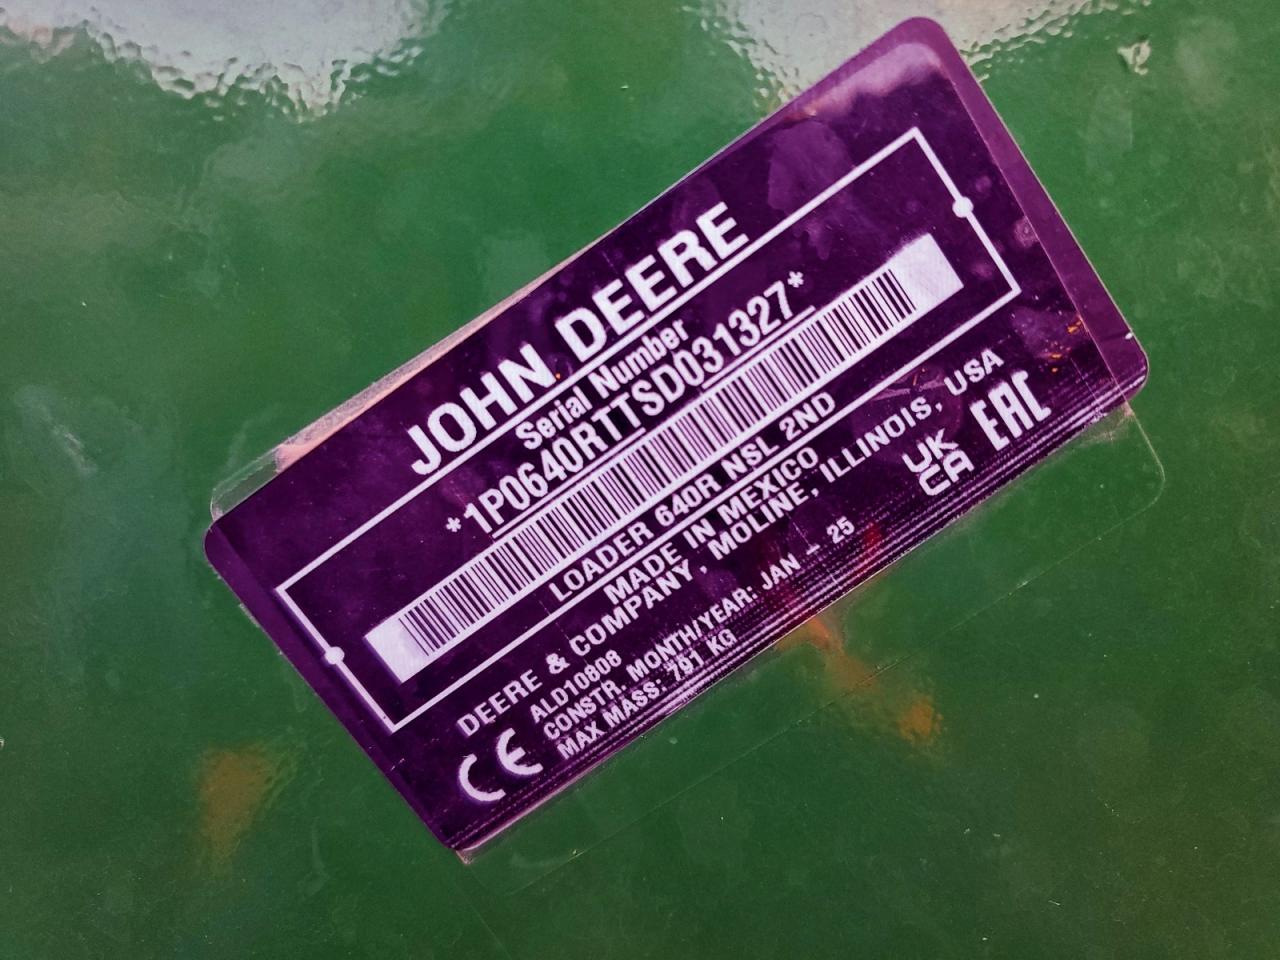 JOHN DEERE
Serial Number
*1P0640RTTSD031327*
LOADER 640R NSL 2ND
MADE IN MEXICO
DEERE & COMPANY, MOLINE, ILLINOIS, USA
ALD10808
CONSTR. MONTH/YEAR: JAN - 25
MAX MASS: 791 KG
CE
UK
CA
EAC